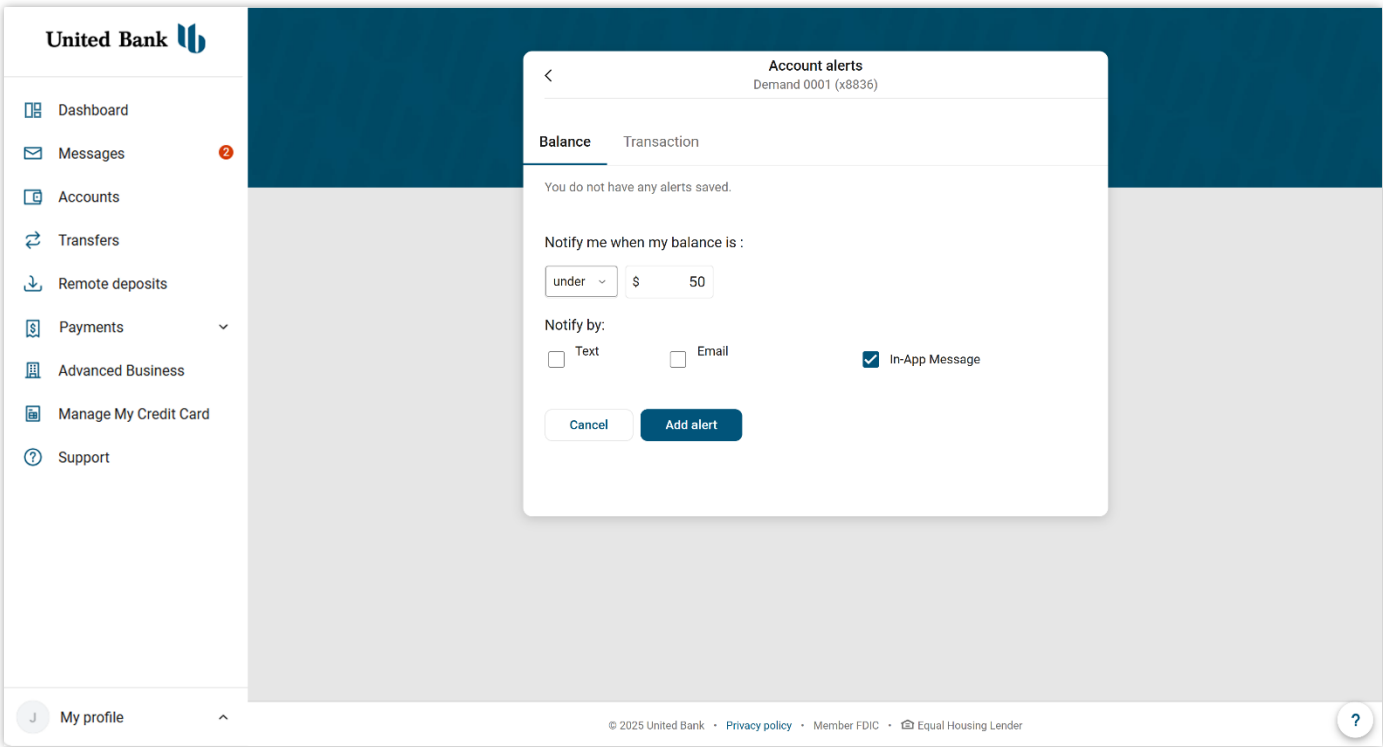 United Bank
Dashboard
Messages
2
Accounts
Transfers
Remote deposits
Payments
Advanced Business
Manage My Credit Card
Support
J
My profile
Account alerts
Demand 0001 (x8836)
Balance
Transaction
You do not have any alerts saved.
Notify me when my balance is :
under
$ 50
Notify by:
Text
Email
In-App Message
Cancel
Add alert
© 2025 United Bank • Privacy policy • Member FDIC • Equal Housing Lender
?